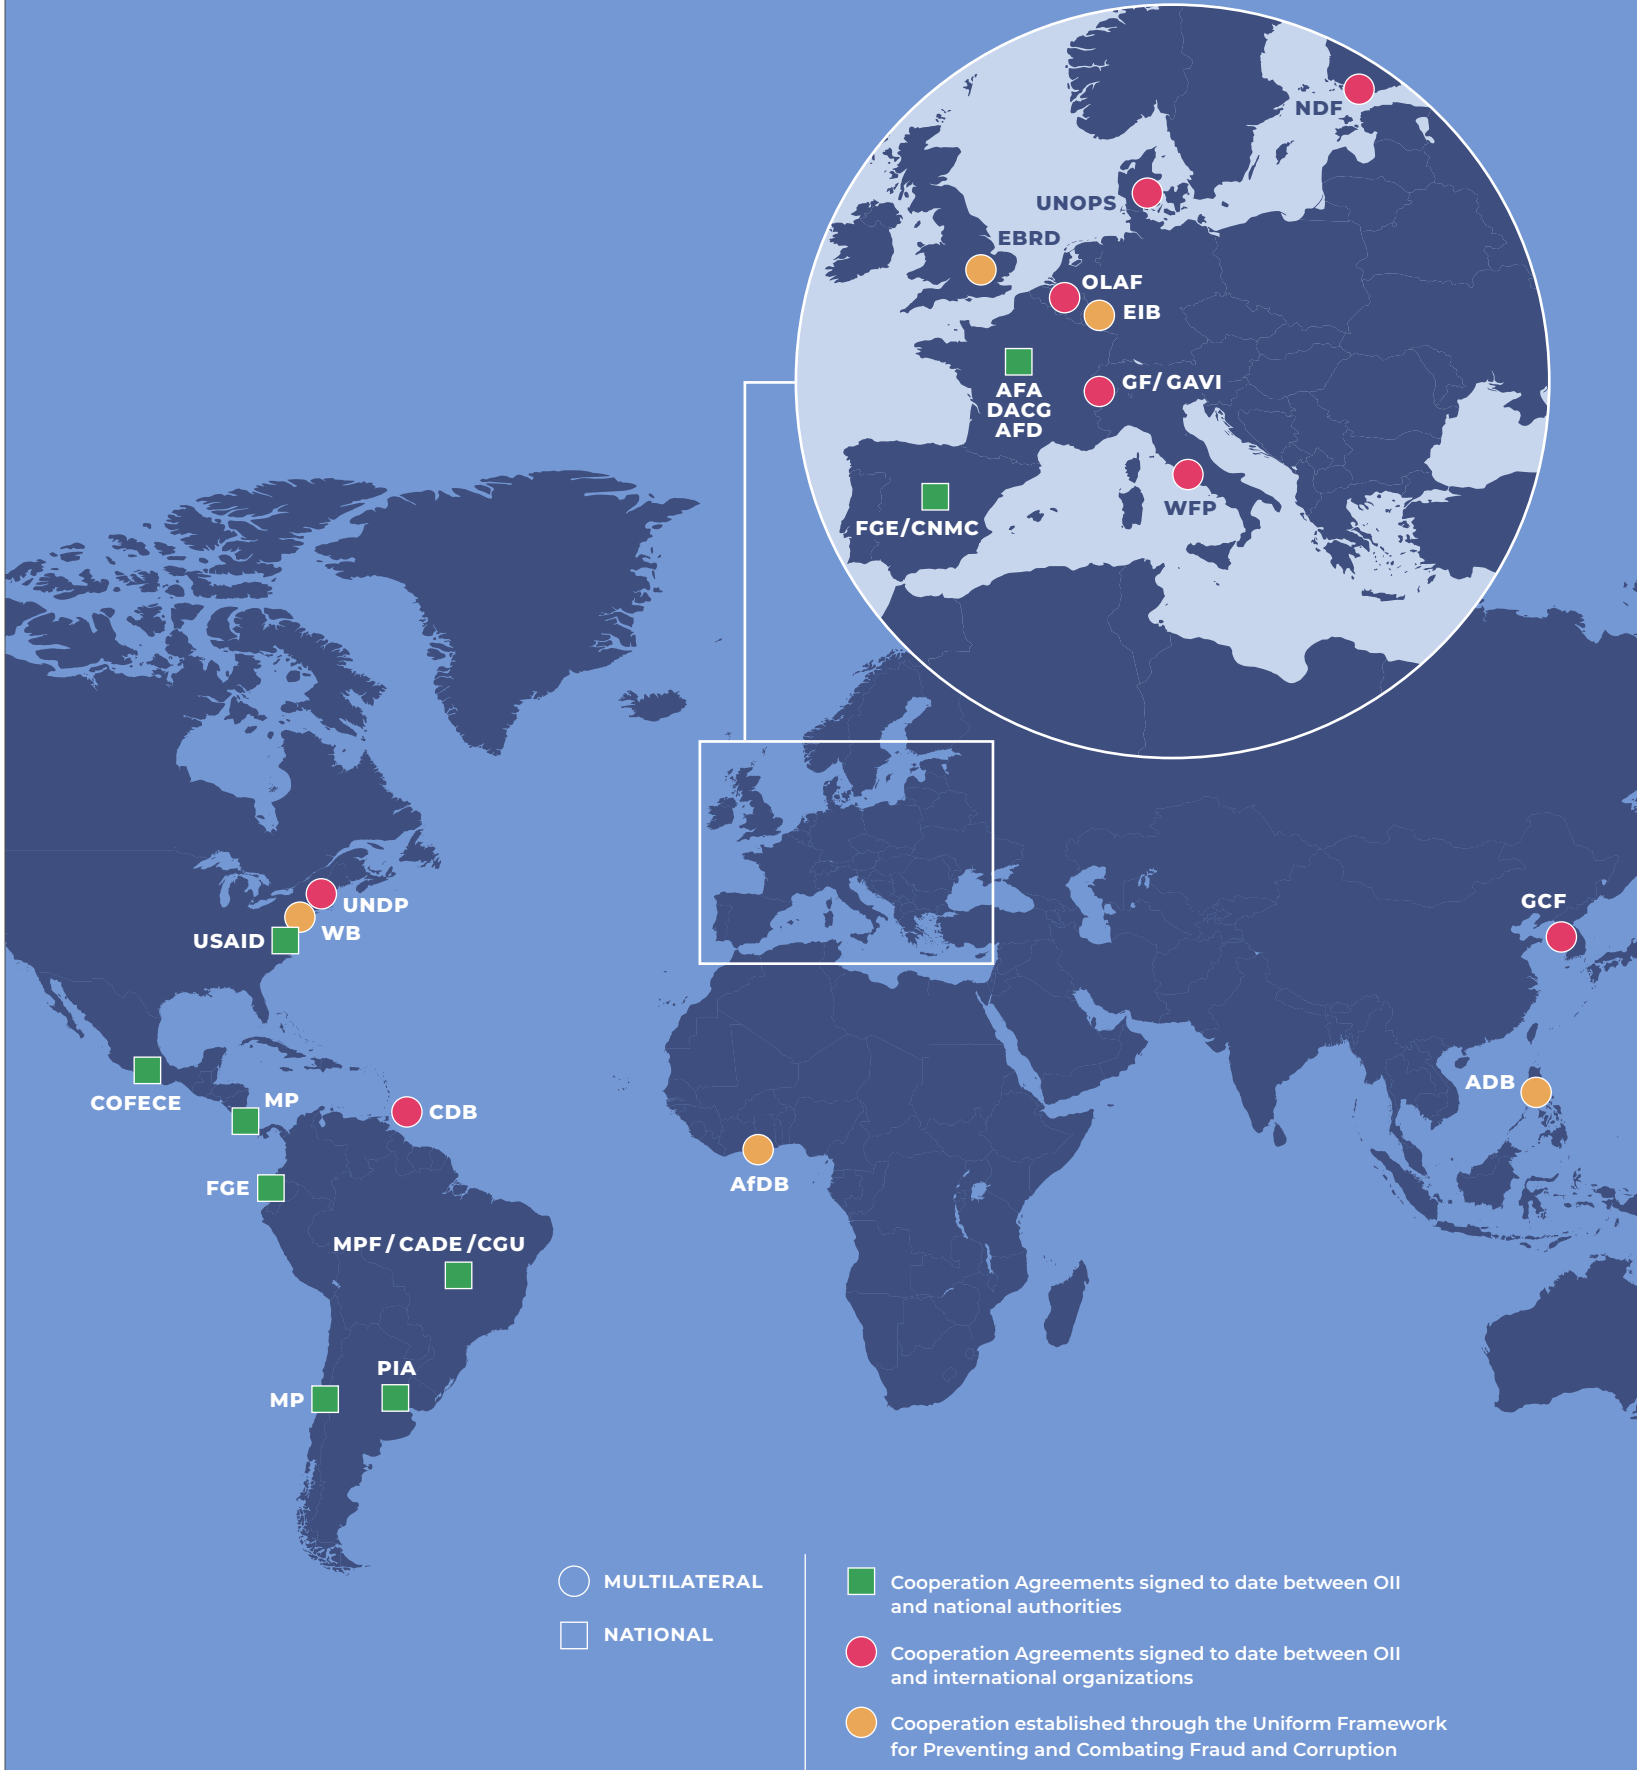 NDF
UNOPS
EBRD
OLAF
EIB
AFA
DACG
AFD
GF/ GAVI
WFP
FGE/CNMC
UNDP
WB
USAID
GCF
COFECE
MP
CDB
ADB
AfDB
FGE
MPF / CADE /CGU
PIA
MP
MULTILATERAL
NATIONAL
Cooperation Agreements signed to date between OII
and national authorities
Cooperation Agreements signed to date between OII
and international organizations
Cooperation established through the Uniform Framework
for Preventing and Combating Fraud and Corruption